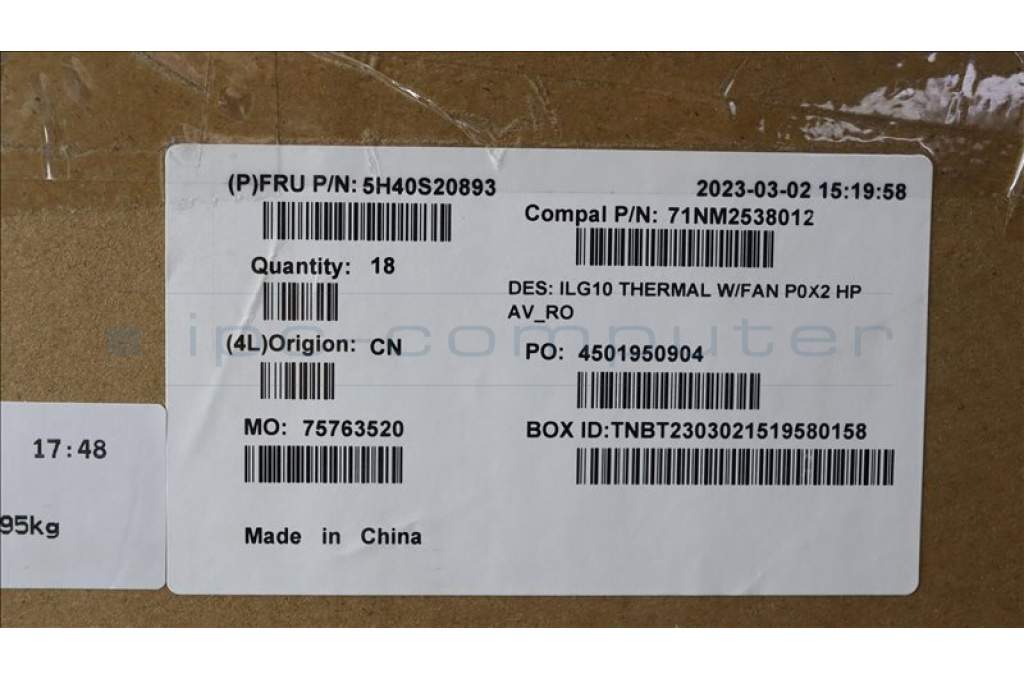 (P)FRU P/N: 5H40S20893
2023-03-02 15:19:58
Compal P/N: 71NM2538012
Quantity: 18
DES: ILG10 THERMAL W/FAN P0X2 HP
AV_RO
(4L)Origion: CN
PO: 4501950904
MO: 75763520
BOX ID:TNBT2303021519580158
Made in China
17:48
95kg
ipc-computer